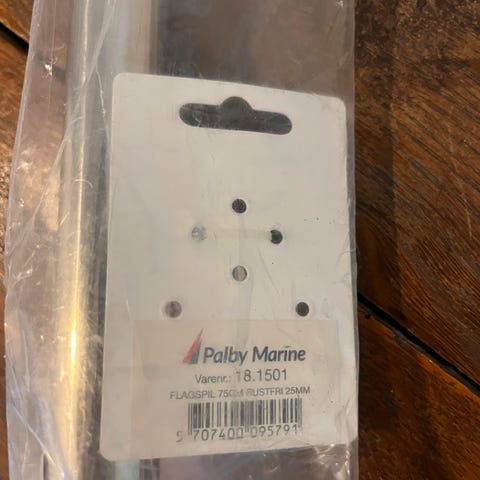 Palby Marine
Varenr.: 18.1501
FLAGSPIL 75CM RUSTFRI 25MM
5 707400 095791